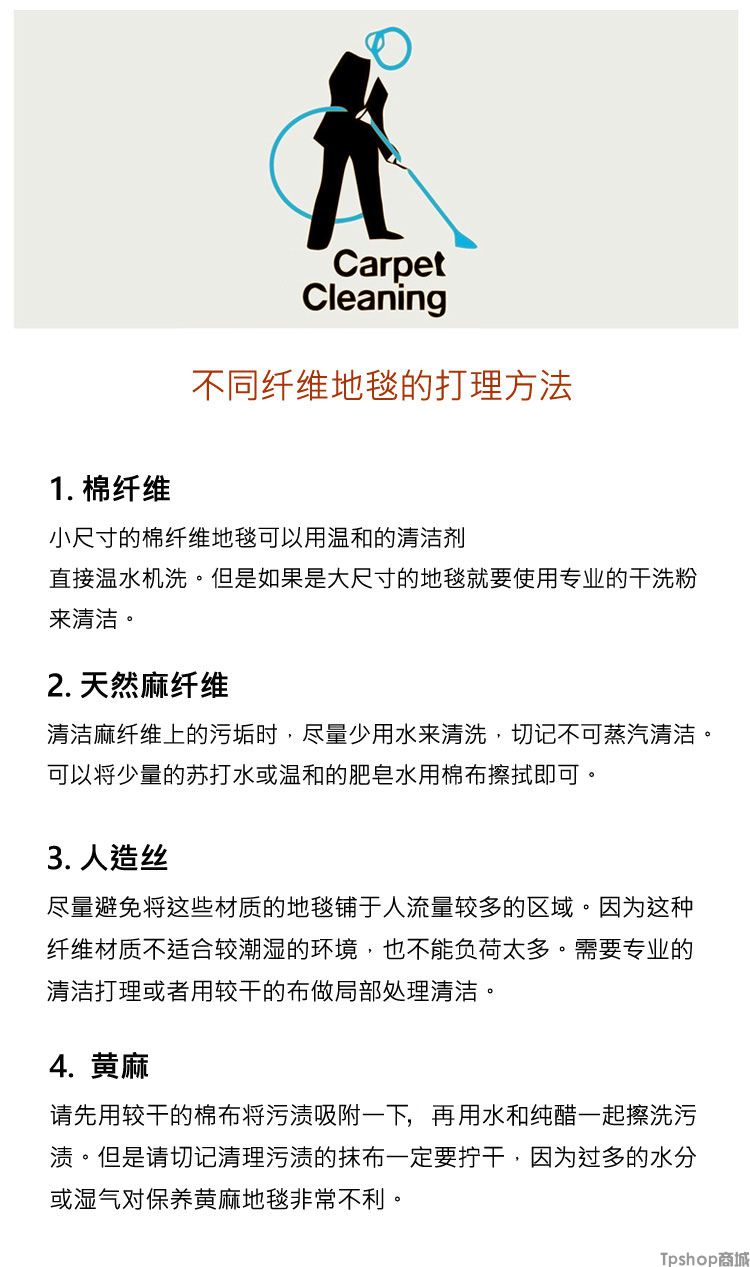 Carpet
Cleaning
不同纤维地毯的打理方法
1. 棉纤维
小尺寸的棉纤维地毯可以用温和的清洁剂
直接温水机洗。但是如果是大尺寸的地毯就要使用专业的干洗粉
来清洁。
2. 天然麻纤维
清洁麻纤维上的污垢时，尽量少用水来清洗，切记不可蒸汽清洁。
可以将少量的苏打水或温和的肥皂水用棉布擦拭即可。
3. 人造丝
尽量避免将这些材质的地毯铺于人流量较多的区域。因为这种
纤维材质不适合较潮湿的环境，也不能负荷太多。需要专业的
清洁打理或者用较干的布做局部处理清洁。
4. 黄麻
请先用较干的棉布将污渍吸附一下，再用水和纯醋一起擦洗污
渍。但是请切记清理污渍的抹布一定要拧干，因为过多的水分
或湿气对保养黄麻地毯非常不利。
Tpshop商城